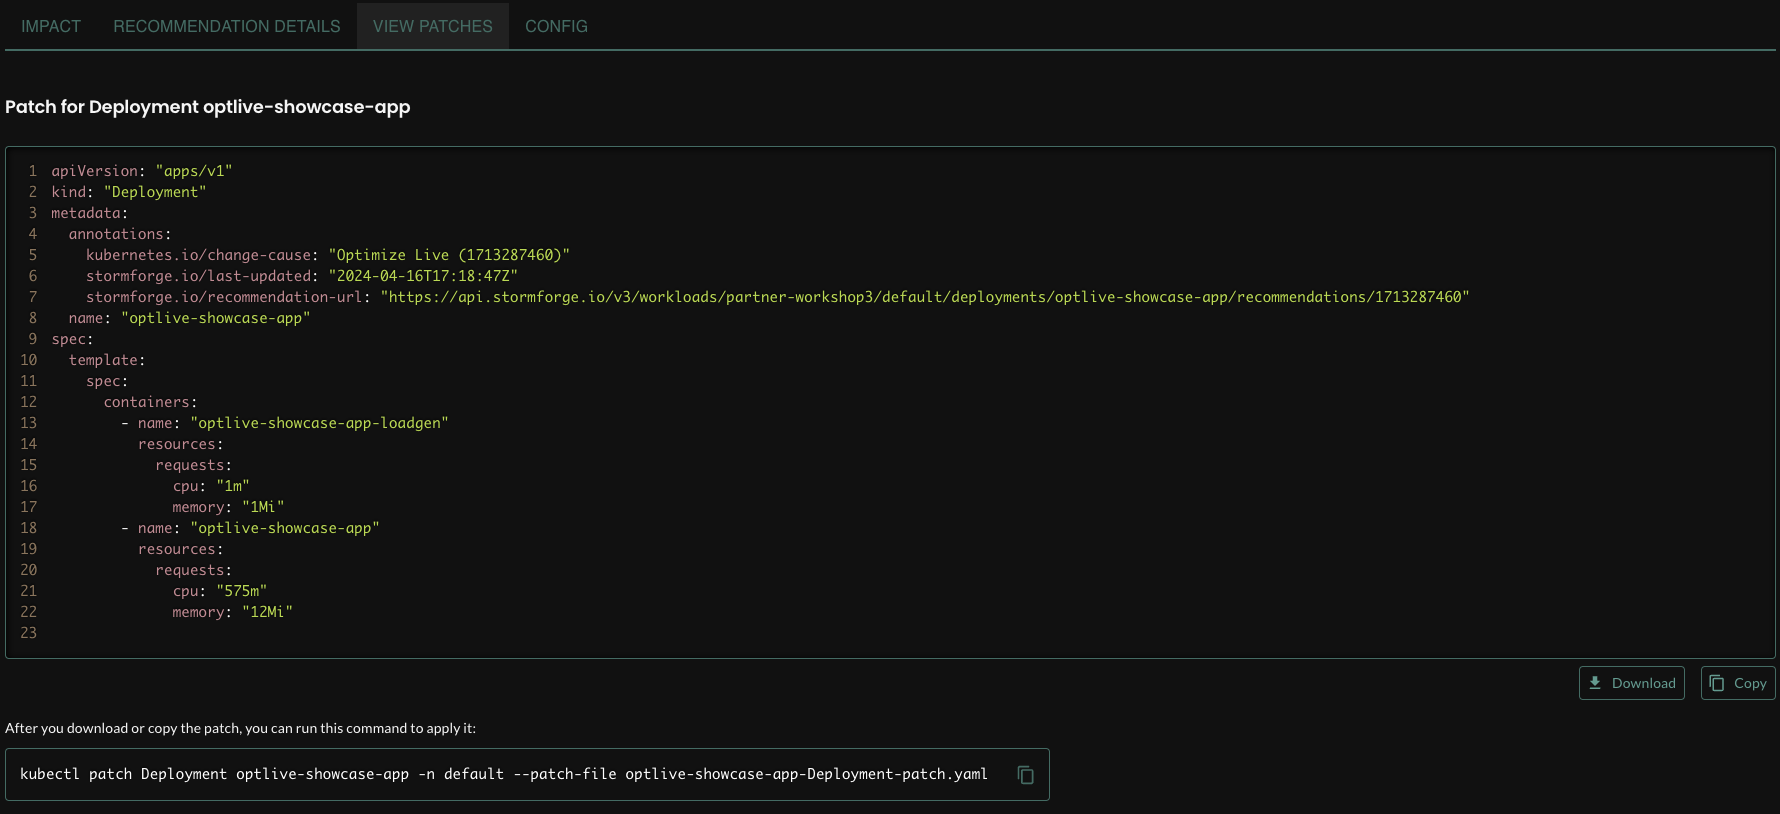 IMPACT RECOMMENDATION DETAILS VIEW PATCHES CONFIG
Patch for Deployment optlive-showcase-app
1 apiVersion: "apps/v1"
2 kind: "Deployment"
3 metadata:
4   annotations:
5     kubernetes.io/change-cause: "Optimize Live (1713287460)"
6     stormforge.io/last-updated: "2024-04-16T17:18:47Z"
7     stormforge.io/recommendation-url: "https://api.stormforge.io/v3/workloads/partner-workshop3/default/deployments/optlive-showcase-app/recommendations/1713287460"
8   name: "optlive-showcase-app"
9 spec:
10   template:
11     spec:
12       containers:
13         - name: "optlive-showcase-app-loadgen"
14           resources:
15             requests:
16               cpu: "1m"
17               memory: "1Mi"
18         - name: "optlive-showcase-app"
19           resources:
20             requests:
21               cpu: "575m"
22               memory: "12Mi"
23
Download Copy
After you download or copy the patch, you can run this command to apply it:
kubectl patch Deployment optlive-showcase-app -n default --patch-file optlive-showcase-app-Deployment-patch.yaml